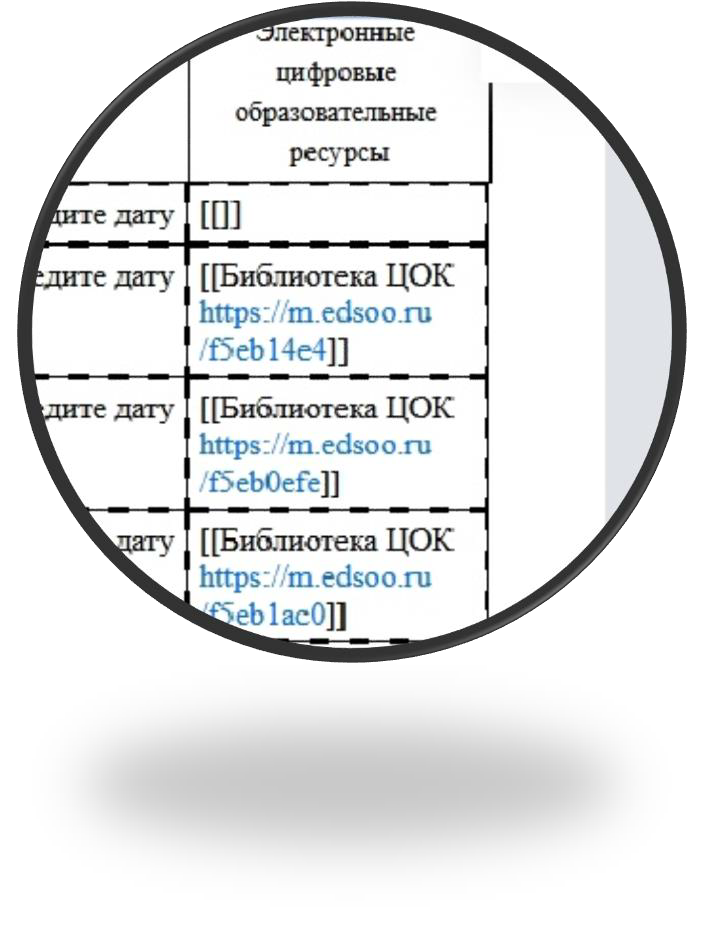 Электронные
цифровые
образовательные
ресурсы
дите дату
[[]]
едите дату
[[Библиотека ЦОК
https://m.edsoo.ru
/f5eb14e4]]
едите дату
[[Библиотека ЦОК
https://m.edsoo.ru
/f5eb0efe]]
дату
[[Библиотека ЦОК
https://m.edsoo.ru
/f5eb1ac0]]